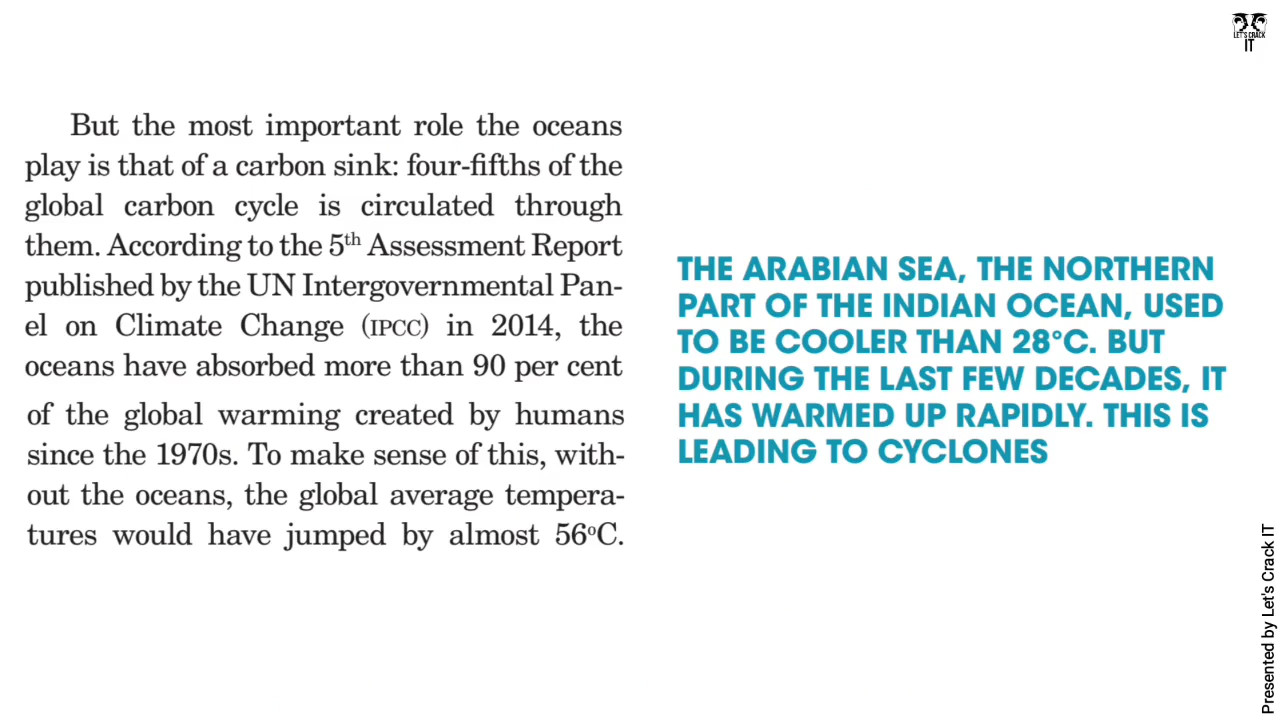 LET'S CRACK
IT
But the most important role the oceans
play is that of a carbon sink: four-fifths of the
global carbon cycle is circulated through
them. According to the 5th Assessment Report
published by the UN Intergovernmental Pan-
el on Climate Change (IPCC) in 2014, the
oceans have absorbed more than 90 per cent
of the global warming created by humans
since the 1970s. To make sense of this, with-
out the oceans, the global average tempera-
tures would have jumped by almost 56°C.
THE ARABIAN SEA, THE NORTHERN
PART OF THE INDIAN OCEAN, USED
TO BE COOLER THAN 28°C. BUT
DURING THE LAST FEW DECADES, IT
HAS WARMED UP RAPIDLY. THIS IS
LEADING TO CYCLONES
Presented by Let's Crack IT